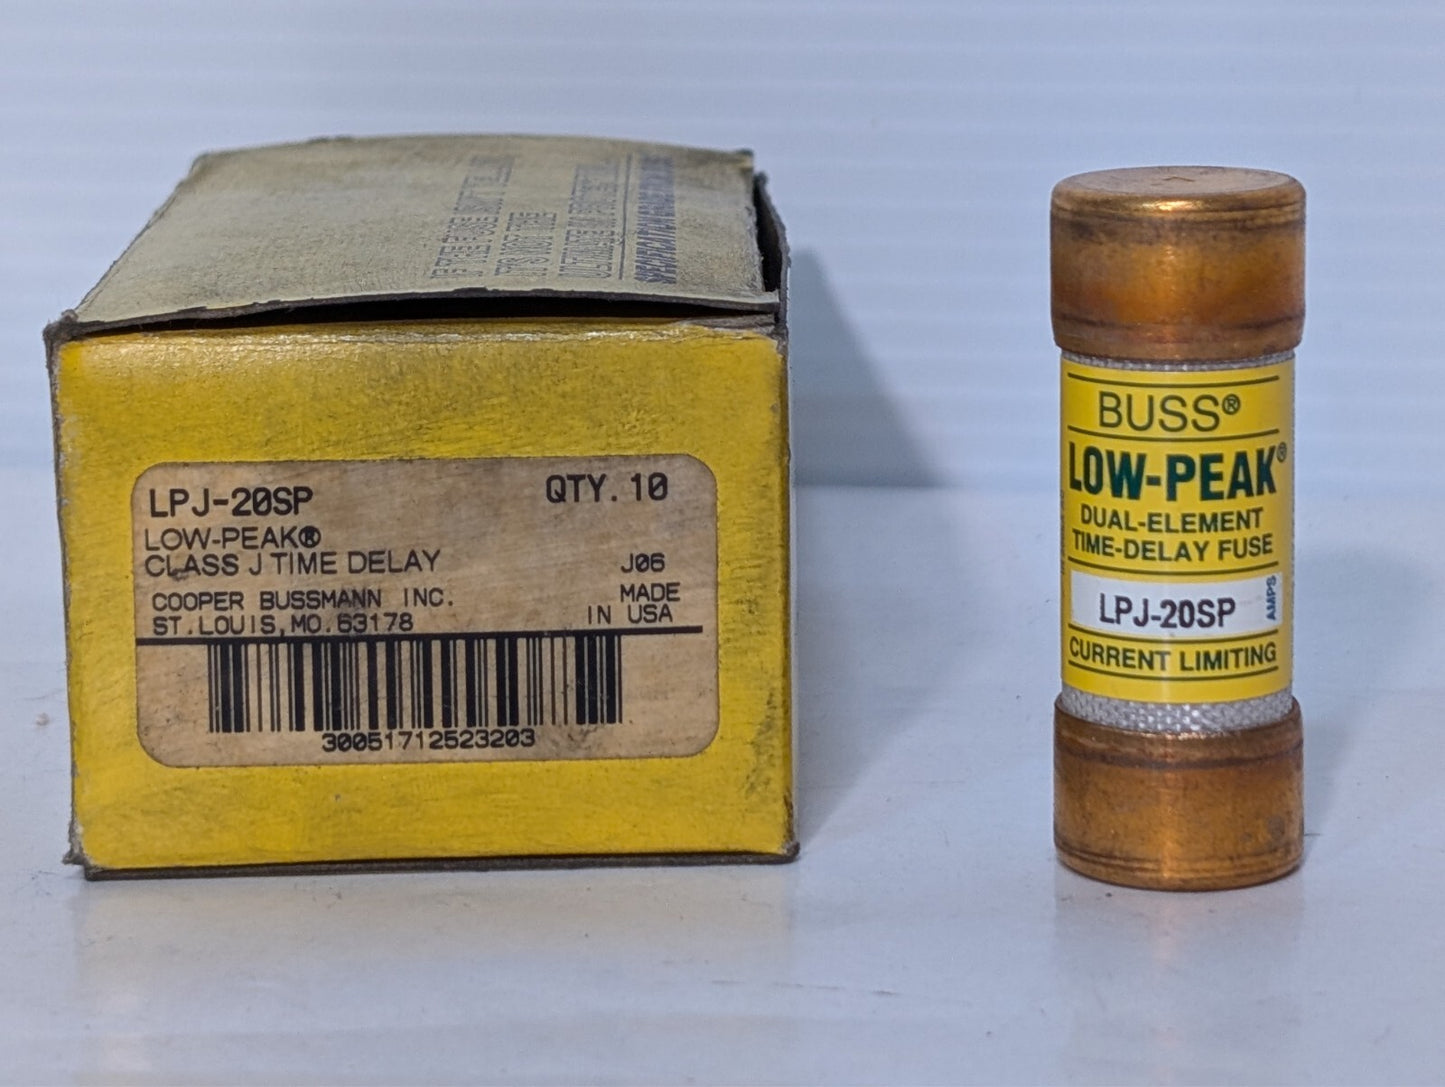 LPJ-20SP QTY. 10
LOW-PEAK®
CLASS J TIME DELAY J06
COOPER BUSSMANN INC. MADE
ST. LOUIS, MO. 63178 IN USA
30051712523203
BUSS®
LOW-PEAK®
DUAL-ELEMENT
TIME-DELAY FUSE
LPJ-20SP AMPS
CURRENT LIMITING